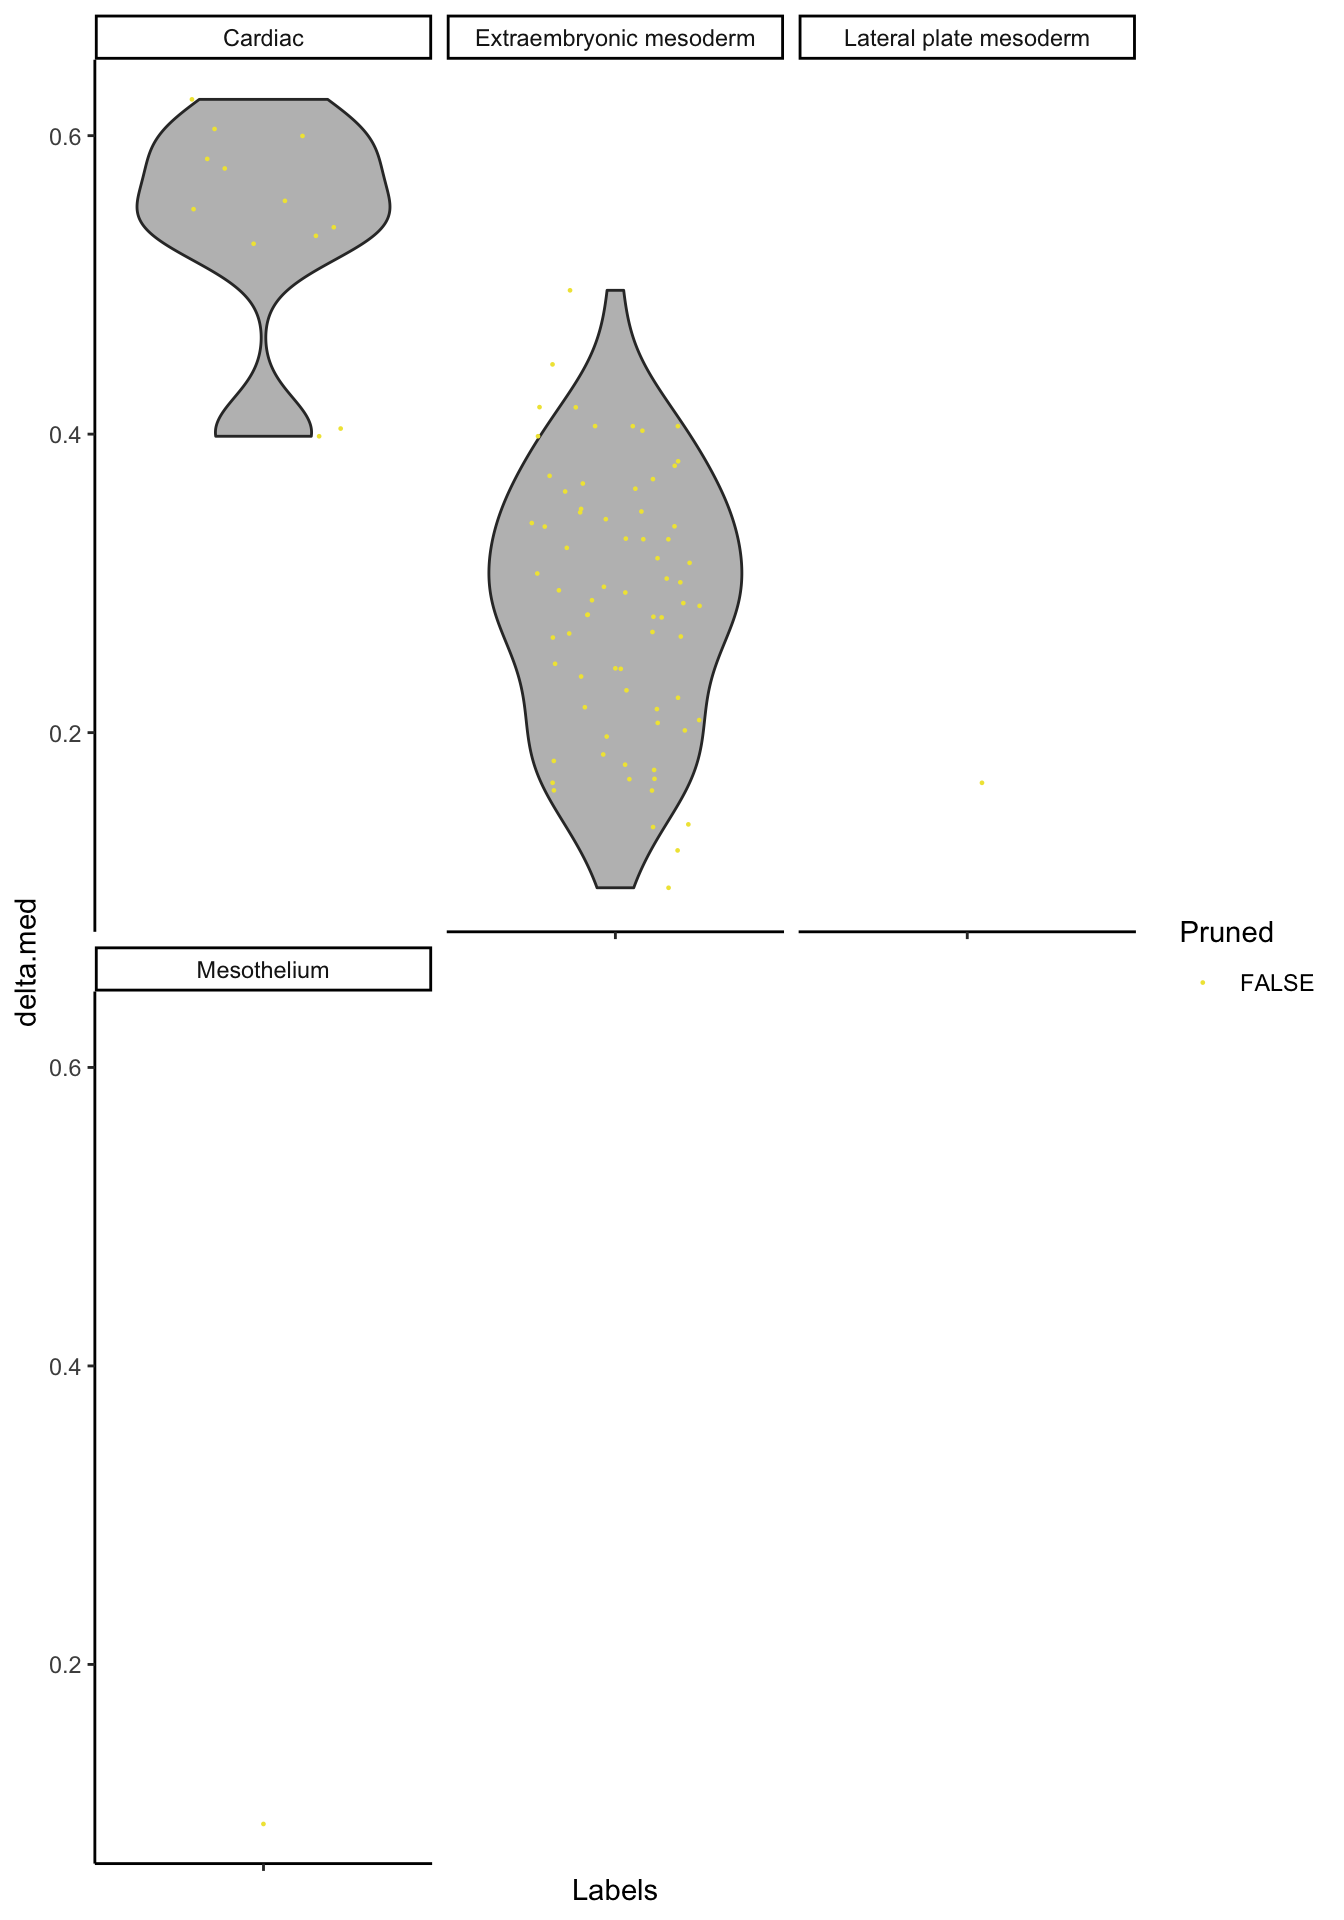 Cardiac
Extraembryonic mesoderm
Lateral plate mesoderm
0.6
0.4
0.2
delta.med
Pruned
FALSE
Mesothelium
0.6
0.4
0.2
Labels